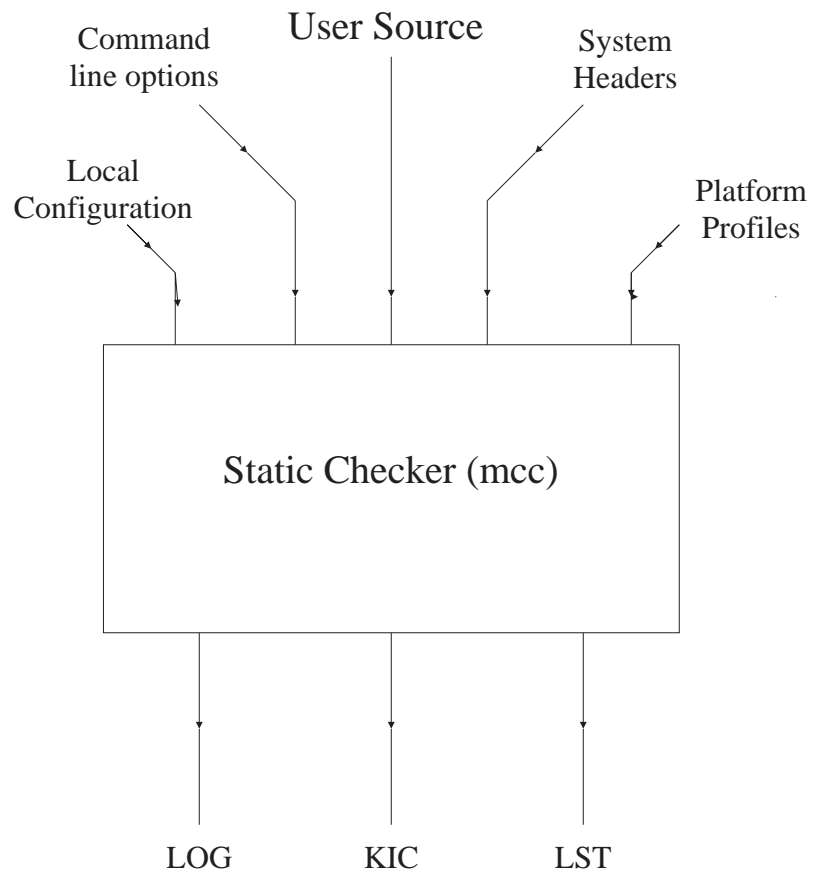 User Source
Command
line options
System
Headers
Local
Configuration
Platform
Profiles
Static Checker (mcc)
LOG
KIC
LST